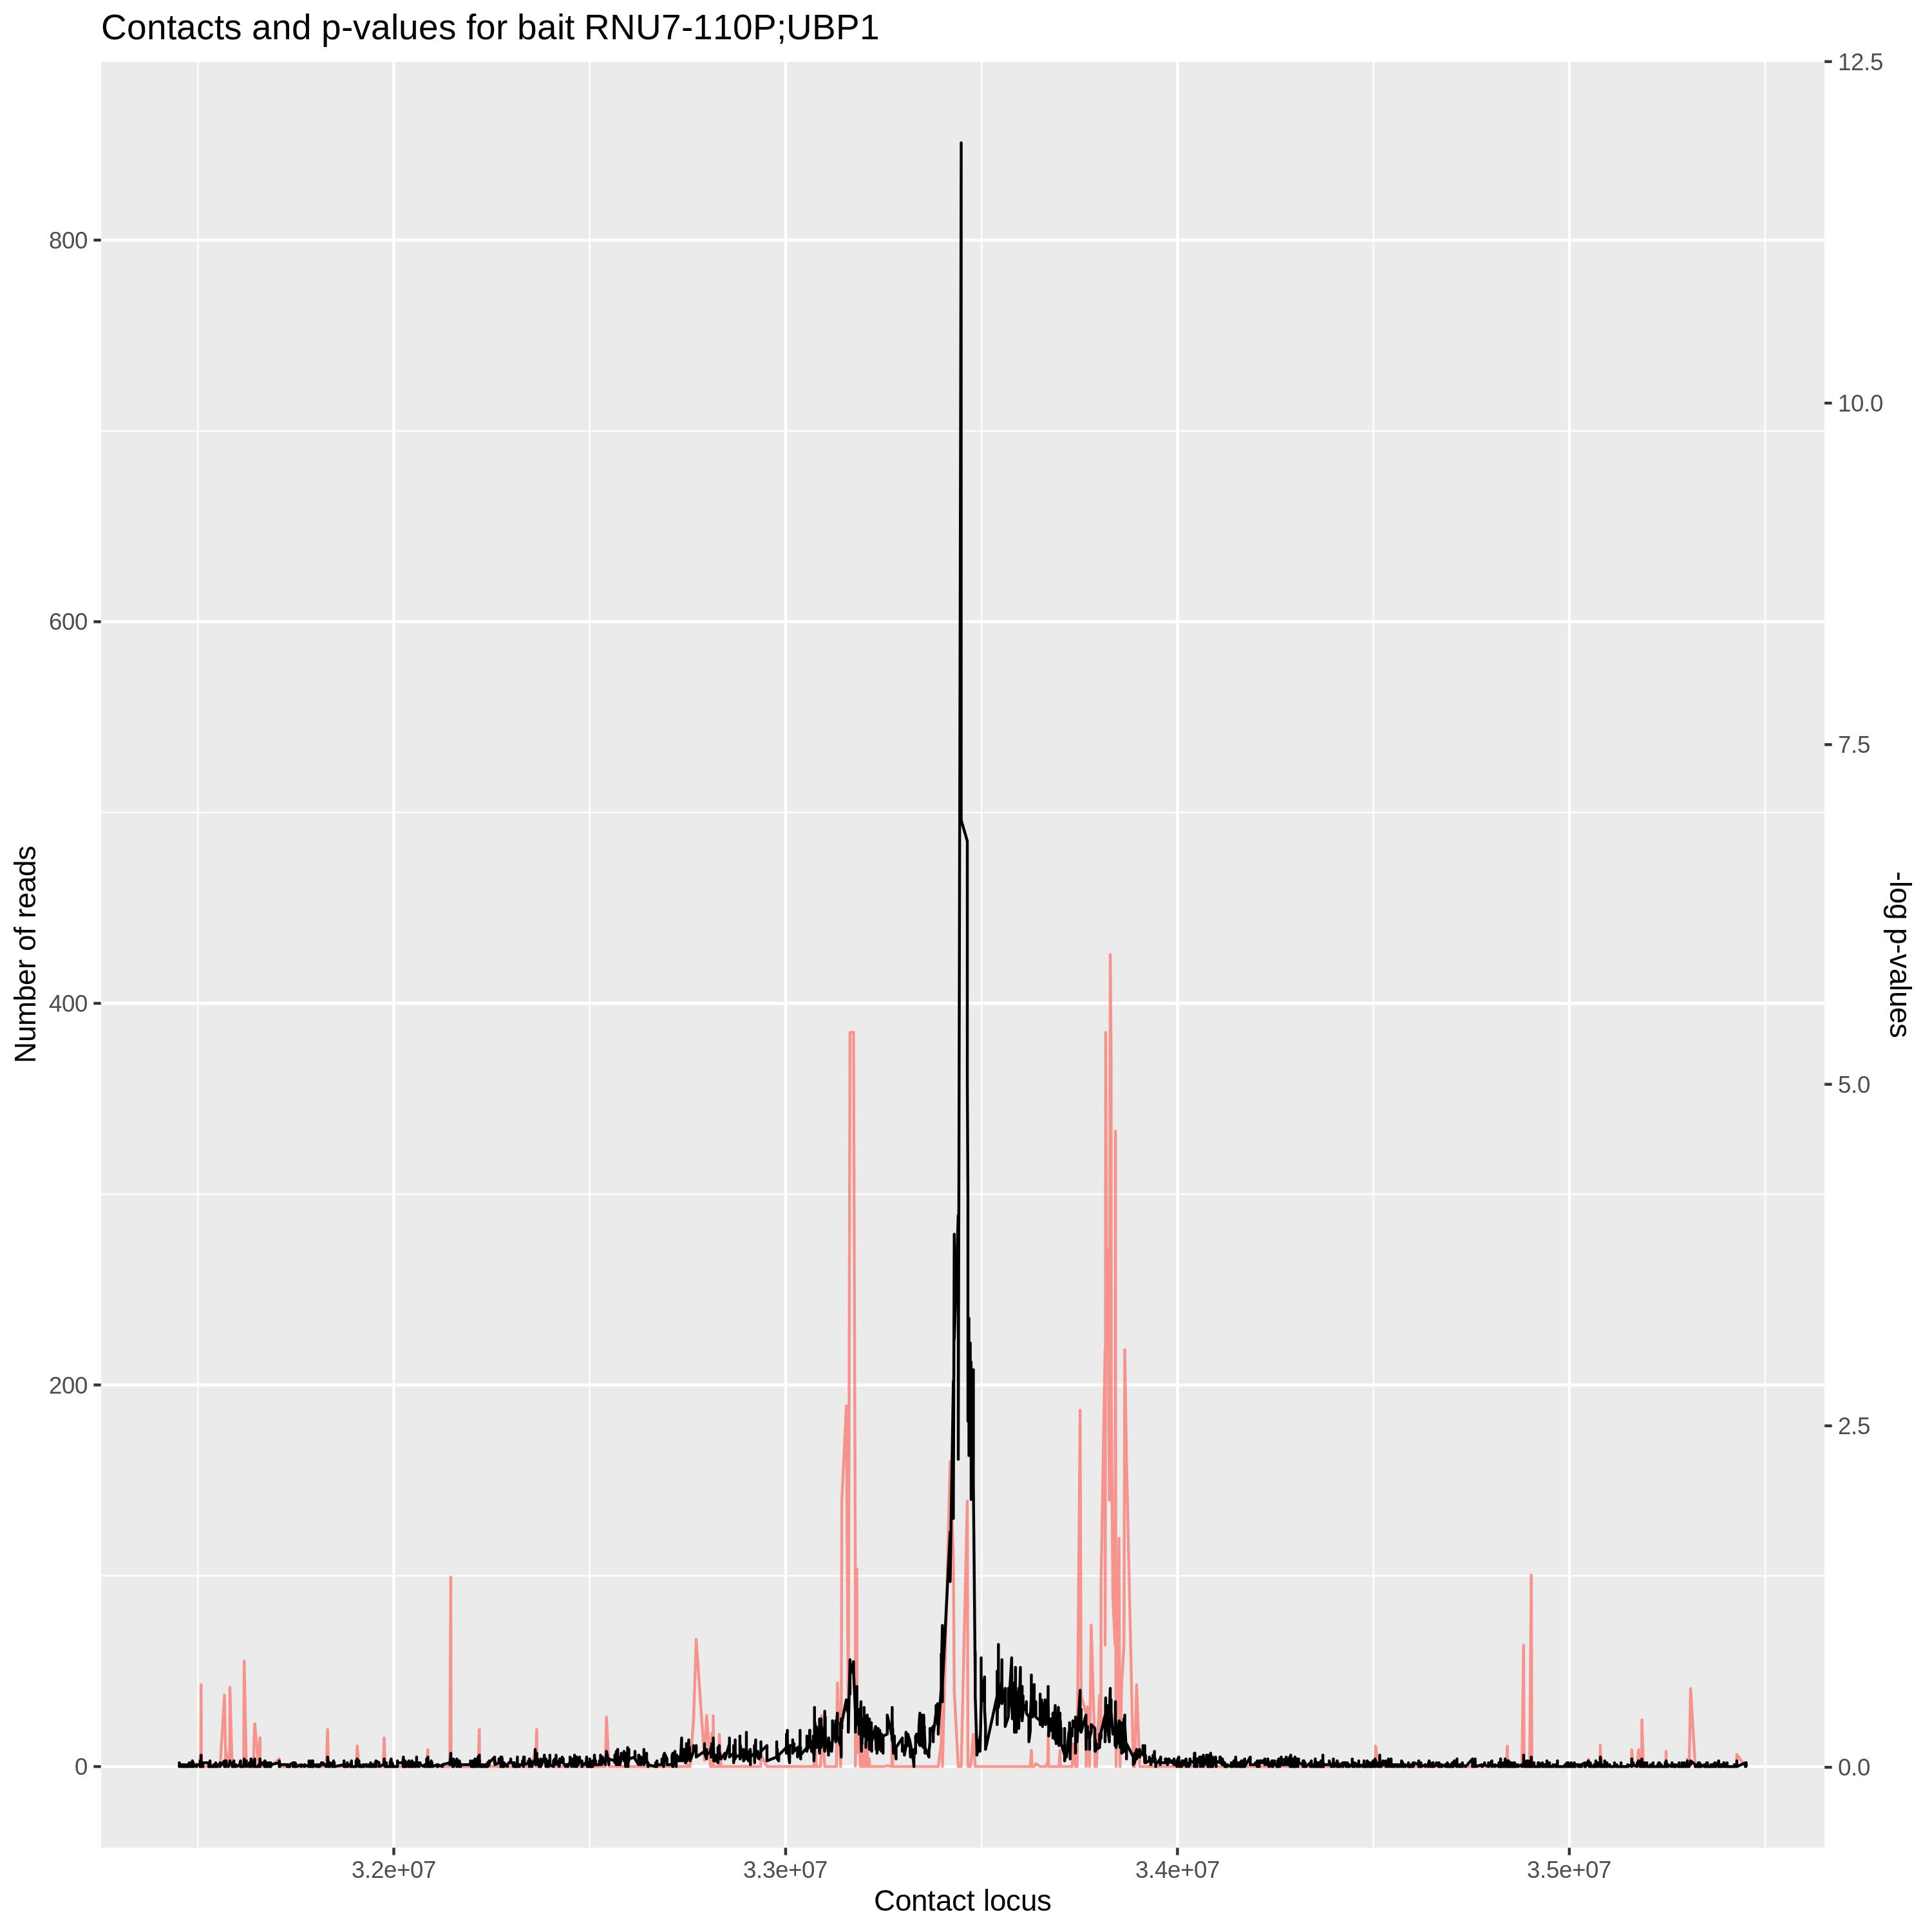 Contacts and p-values for bait RNU7-110P;UBP1
12.5
10.0
7.5
5.0
2.5
0.0
800
600
400
200
0
Number of reads
-log p-values
3.2e+07 3.3e+07 3.4e+07 3.5e+07
Contact locus